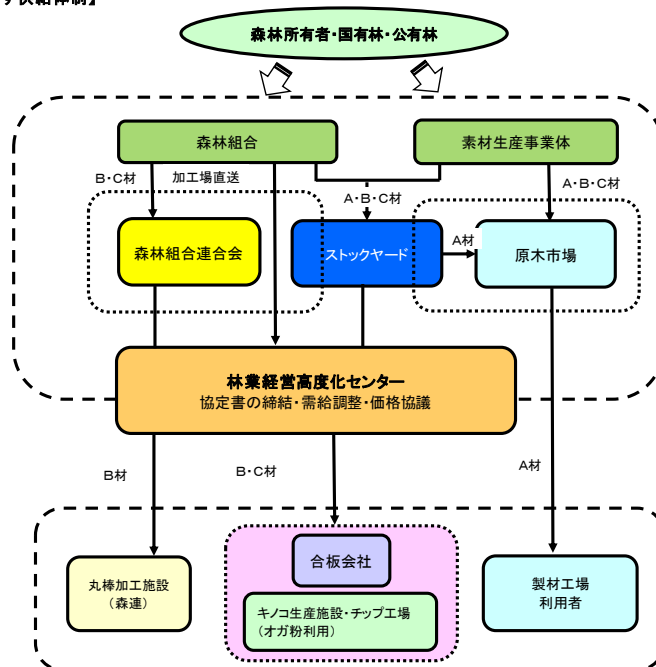 す供給体制】
森林所有者・国有林・公有林
森林組合
素材生産事業体
B・C材
加工場直送
A・B・C材
A・B・C材
森林組合連合会
ストックヤード
A材
原木市場
林業経営高度化センター
協定書の締結・需給調整・価格協議
B材
B・C材
A材
丸棒加工施設
（森連）
合板会社
キノコ生産施設・チップ工場
（オガ粉利用）
製材工場
利用者